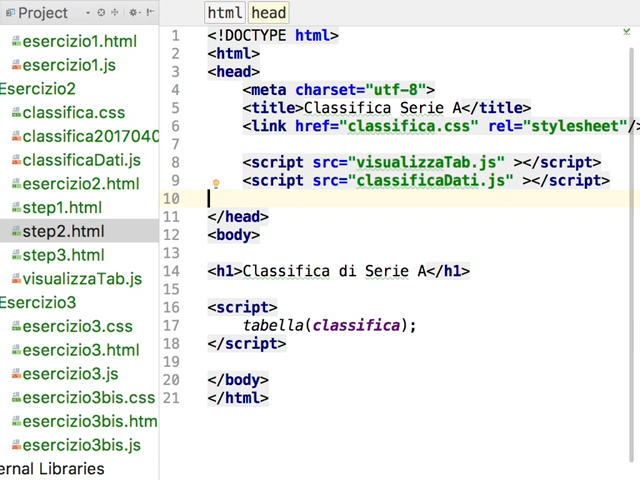 Project
esercizio1.html
esercizio1.js
Esercizio2
classifica.css
classifica2017040
classificaDati.js
esercizio2.html
step1.html
step2.html
step3.html
visualizzaTab.js
Esercizio3
esercizio3.css
esercizio3.html
esercizio3.js
esercizio3bis.css
esercizio3bis.htm
esercizio3bis.js
ernal Libraries
html head
1 <!DOCTYPE html>
2 <html>
3 <head>
4 <meta charset="utf-8">
5 <title>Classifica Serie A</title>
6 <link href="classifica.css" rel="stylesheet"/>
7
8 <script src="visualizzaTab.js" ></script>
9 <script src="classificaDati.js" ></script>
10
11 </head>
12 <body>
13
14 <h1>Classifica di Serie A</h1>
15
16 <script>
17 tabella(classifica);
18 </script>
19
20 </body>
21 </html>